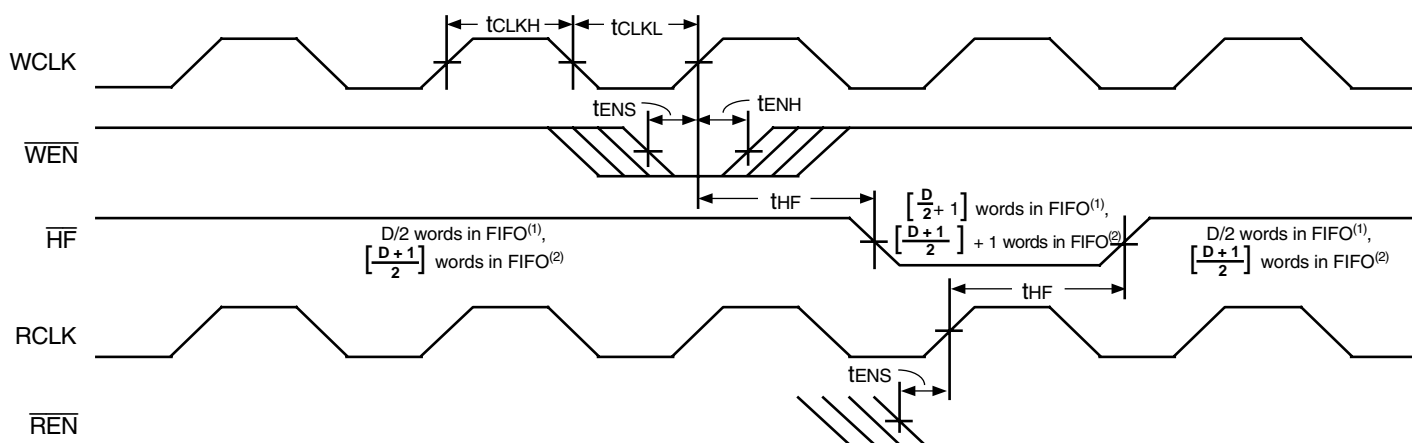 tCLKH
tCLKL
WCLK
tENS
tENH
WEN
tHF
[D/2 + 1] words in FIFO(1),
[D + 1/2] + 1 words in FIFO(2)
HF
D/2 words in FIFO(1),
[D + 1/2] words in FIFO(2)
D/2 words in FIFO(1),
[D + 1/2] words in FIFO(2)
tHF
RCLK
tENS
REN